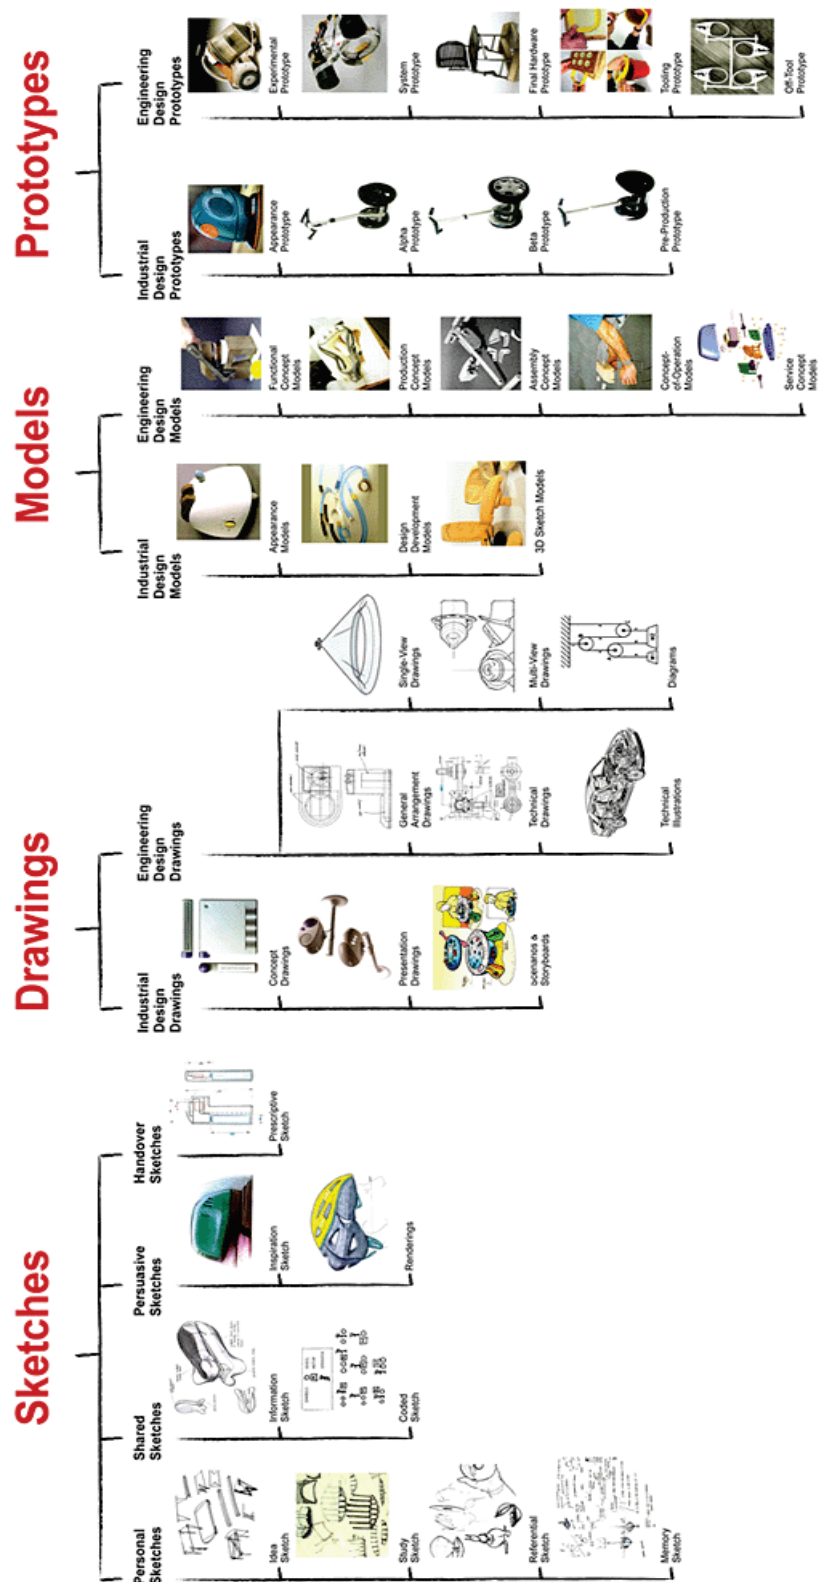 Sketches
Personal
Sketches
Idea
Sketch
Study
Sketch
Referential
Sketch
Memory
Sketch
Shared
Sketches
Information
Sketch
Coded
Sketch
Persuasive
Sketches
Inspiration
Sketch
Renderings
Handover
Sketches
Prescriptive
Sketch
Drawings
Industrial
Design
Drawings
Concept
Drawings
Presentation
Drawings
Scenarios &
Storyboards
Engineering
Design
Drawings
General
Arrangement
Drawings
Technical
Drawings
Technical
Illustrations
Single-View
Drawings
Multi-View
Drawings
Diagrams
Models
Industrial
Design
Models
Appearance
Models
Design
Development
Models
3D Sketch Models
Engineering
Design
Models
Functional
Concept
Models
Production
Concept
Models
Assembly
Concept
Models
Concept-
of-Operation
Models
Service
Concept
Models
Prototypes
Industrial
Design
Prototypes
Appearance
Prototype
Alpha
Prototype
Beta
Prototype
Pre-Production
Prototype
Engineering
Design
Prototypes
Experimental
Prototype
System
Prototype
Final Hardware
Prototype
Tooling
Prototype
Off-Tool
Prototype